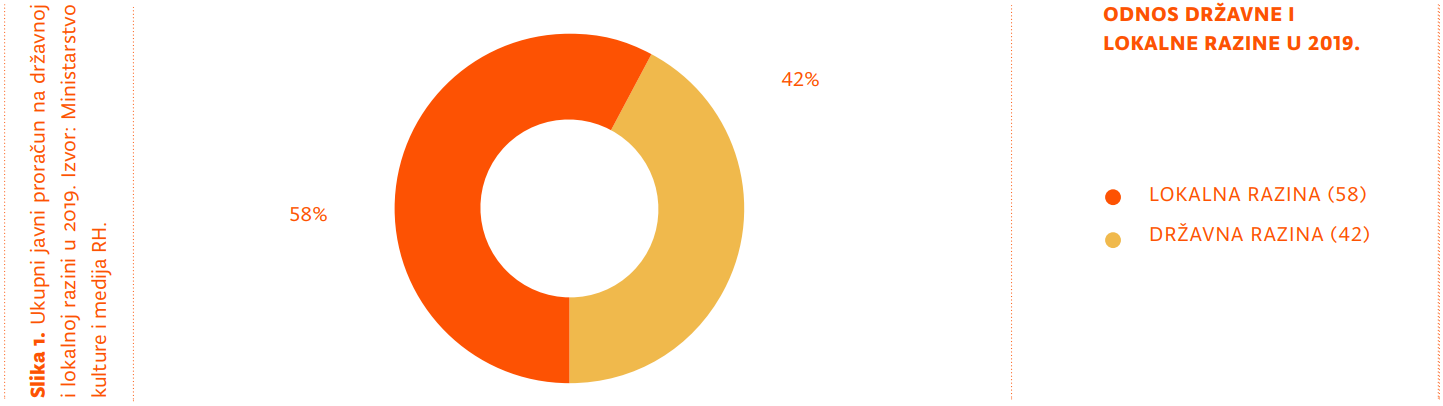 Slika 1. Ukupni javni proračun na državnoj
i lokalnoj razini u 2019. Izvor: Ministarstvo
kulture i medija RH.
42%
58%
ODNOS DRŽAVNE I
LOKALNE RAZINE U 2019.
LOKALNA RAZINA (58)
DRŽAVNA RAZINA (42)